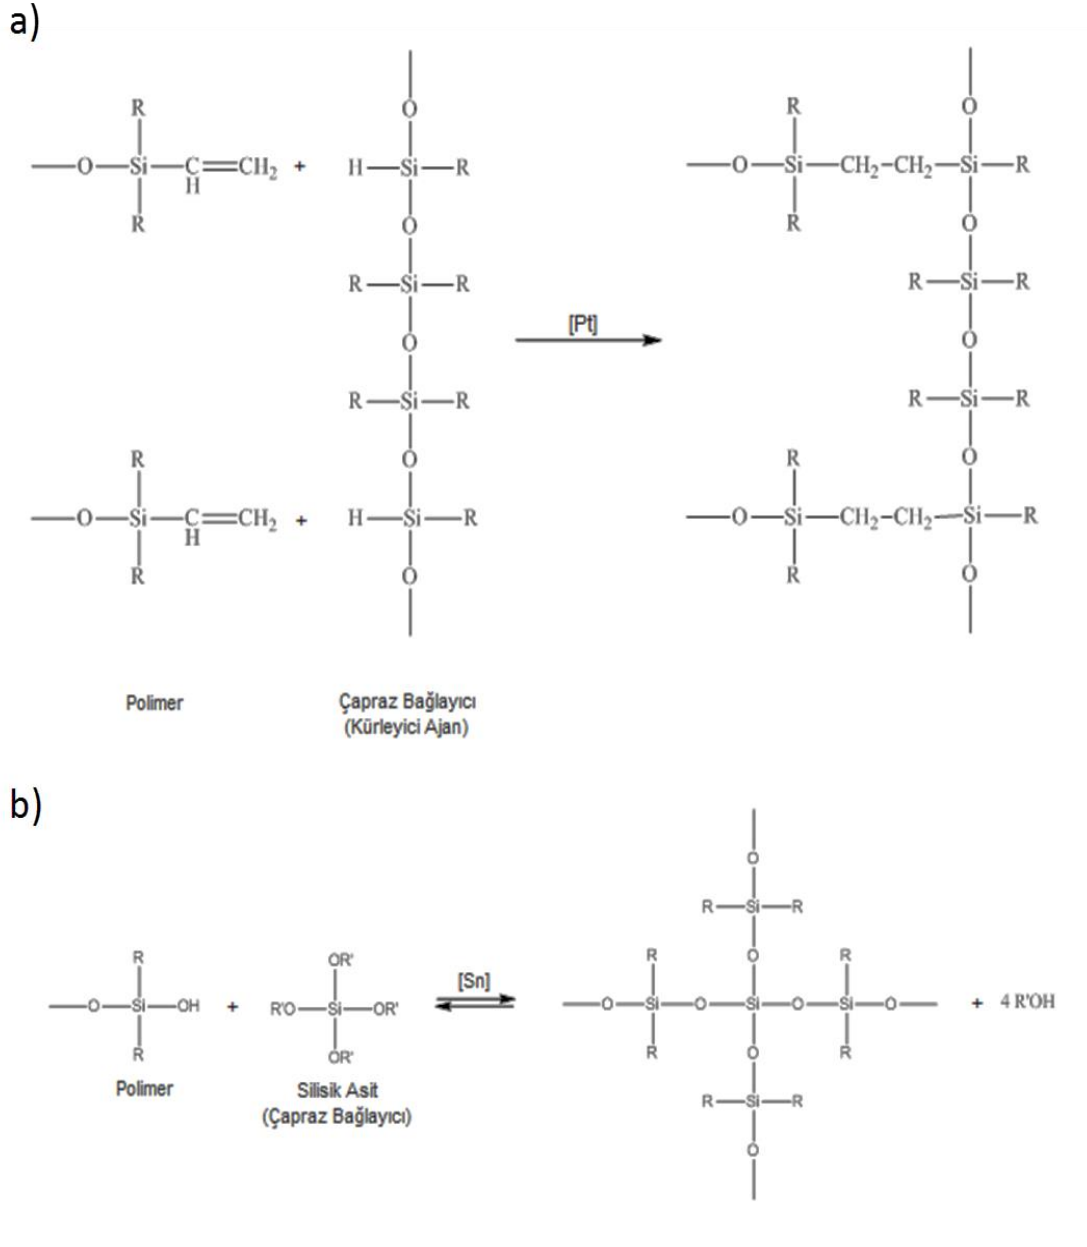 a)
R R
O O
—O—Si—C=CH₂ + H—Si—R —O—Si—CH₂–CH₂—Si—R
H
R O R O
R—Si—R R—Si—R
[Pt]
O O
R—Si—R R—Si—R
R O R O
—O—Si—C=CH₂ + H—Si—R —O—Si—CH₂–CH₂—Si—R
H
R O R O
Polimer Çapraz Bağlayıcı
(Kürleyici Ajan)
b)
O
R—Si—R
R OR' R O R
[Sn]
—O—Si—OH + R'O—Si—OR' —O—Si—O—Si—O—Si—O— + 4 R'OH
R OR' R O R
Polimer Silisik Asit
(Çapraz Bağlayıcı)
R—Si—R
O